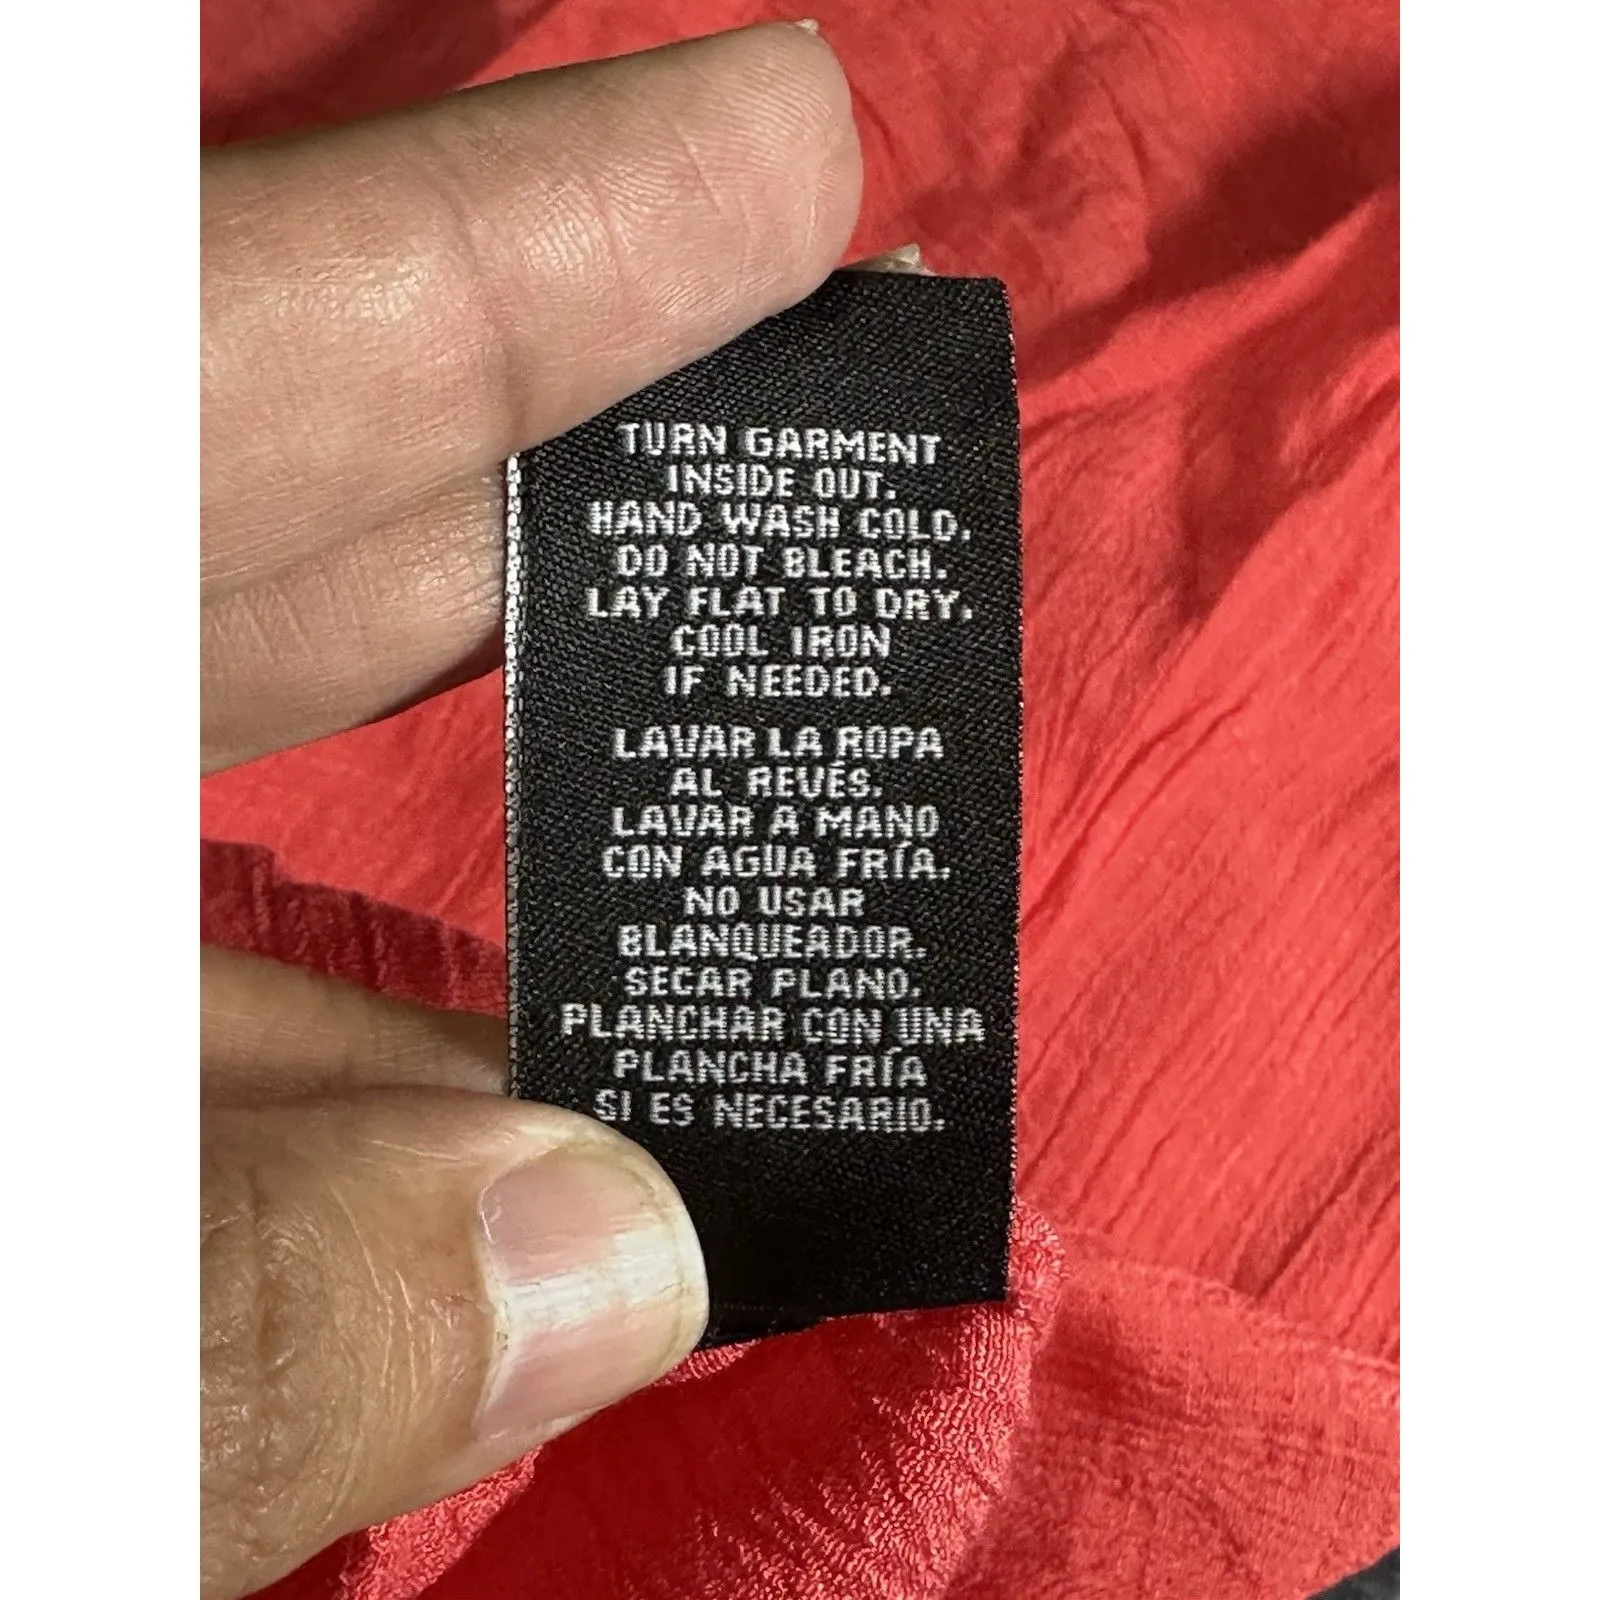 TURN GARMENT
INSIDE OUT.
HAND WASH COLD.
DO NOT BLEACH.
LAY FLAT TO DRY.
COOL IRON
IF NEEDED.
LAVAR LA ROPA
AL REVÉS.
LAVAR A MANO
CON AGUA FRÍA.
NO USAR
BLANQUEADOR.
SECAR PLANO.
PLANCHAR CON UNA
PLANCHA FRÍA
SI ES NECESARIO.